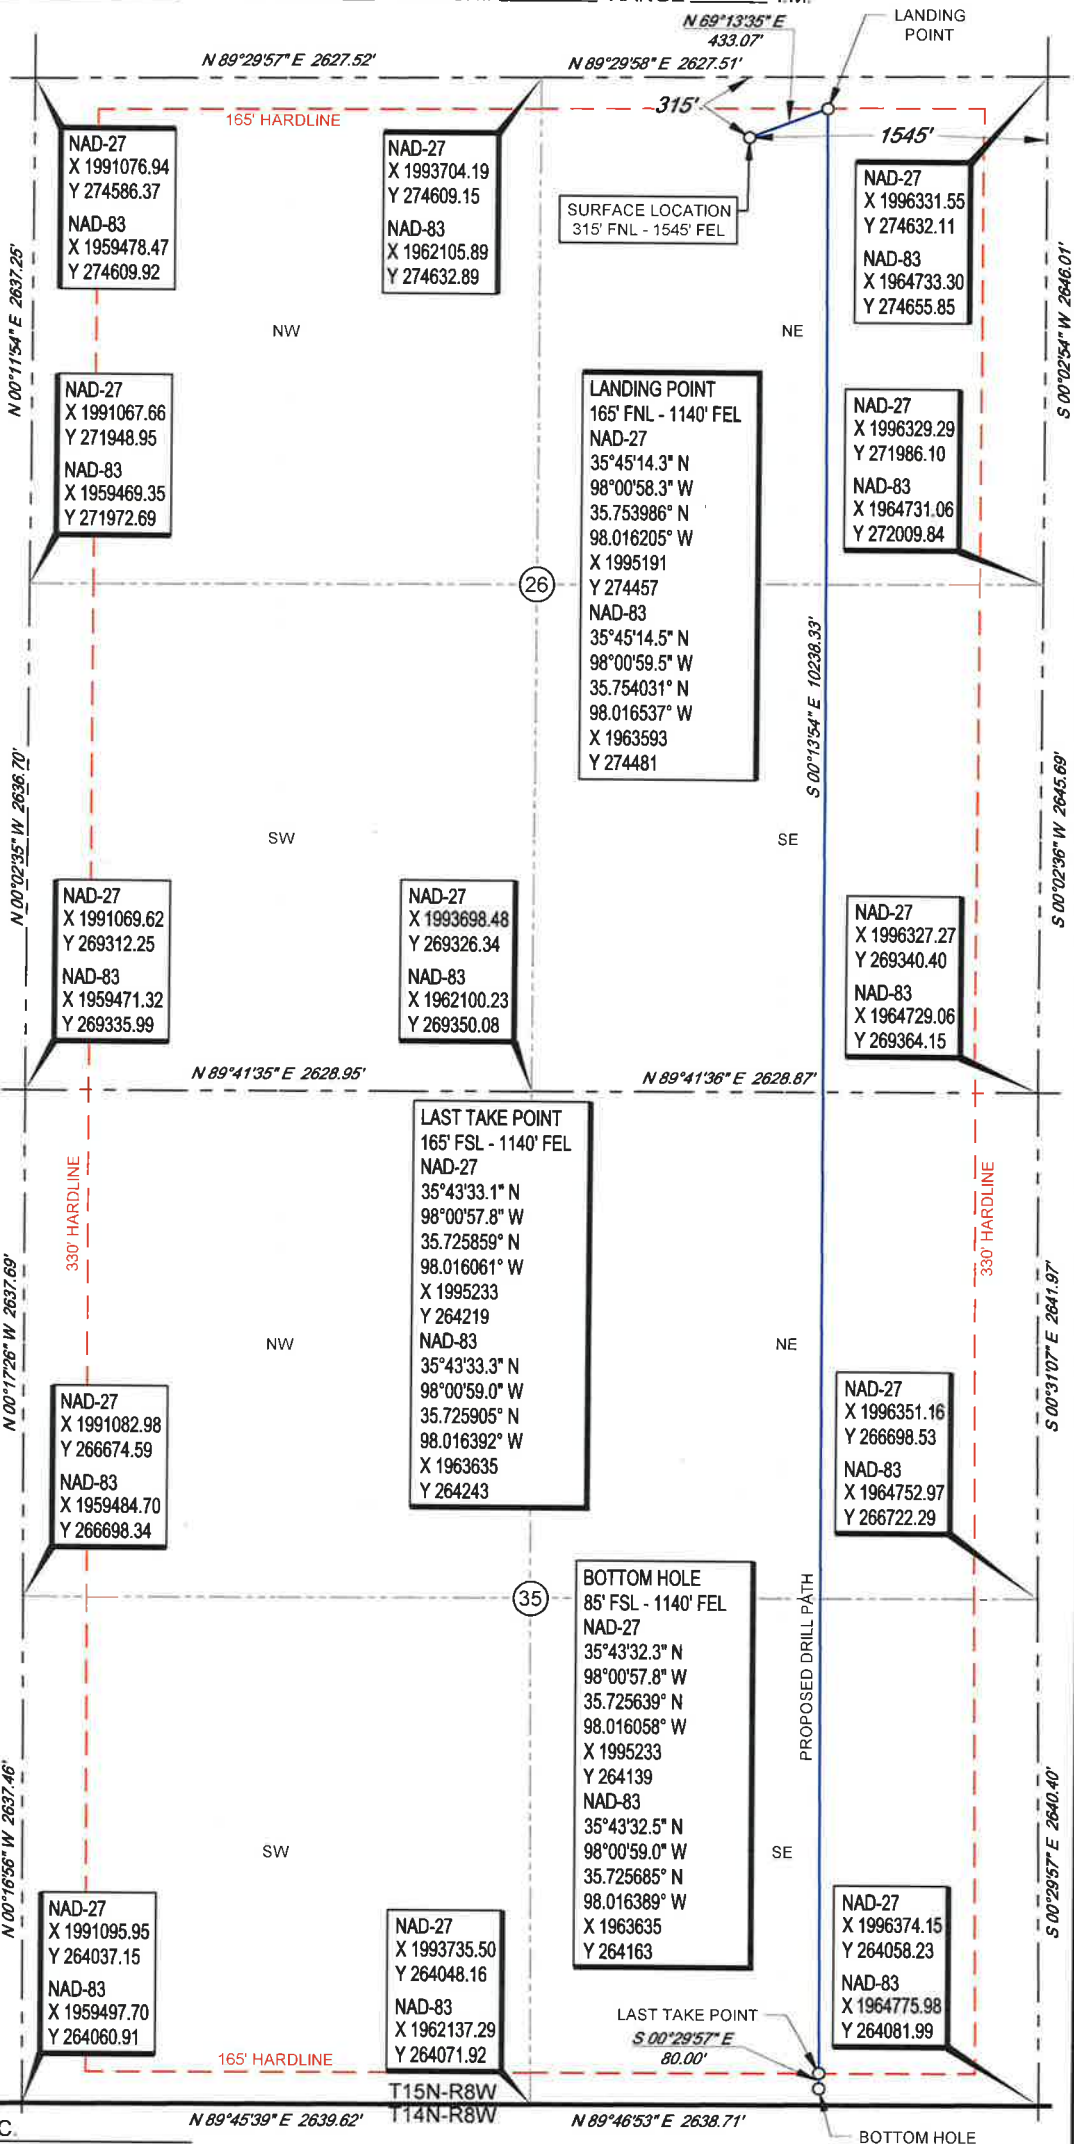 N 69°13'35" E
433.07'
LANDING
POINT
N 89°29'57" E 2627.52'
N 89°29'58" E 2627.51'
165' HARDLINE
315'
1545'
NAD-27
X 1991076.94
Y 274586.37
NAD-83
X 1959478.47
Y 274609.92
NAD-27
X 1993704.19
Y 274609.15
NAD-83
X 1962105.89
Y 274632.89
SURFACE LOCATION
315' FNL - 1545' FEL
NAD-27
X 1996331.55
Y 274632.11
NAD-83
X 1964733.30
Y 274655.85
N 00°11'54" E 2637.25'
S 00°02'54" W 2646.01'
NW
NE
NAD-27
X 1991067.66
Y 271948.95
NAD-83
X 1959469.35
Y 271972.69
LANDING POINT
165' FNL - 1140' FEL
NAD-27
35°45'14.3" N
98°00'58.3" W
35.753986° N
98.016205° W
X 1995191
Y 274457
NAD-83
35°45'14.5" N
98°00'59.5" W
35.754031° N
98.016537° W
X 1963593
Y 274481
NAD-27
X 1996329.29
Y 271986.10
NAD-83
X 1964731.06
Y 272009.84
26
S 00°13'54" E 10238.33'
N 00°02'35" W 2636.70'
S 00°02'36" W 2645.69'
SW
SE
NAD-27
X 1991069.62
Y 269312.25
NAD-83
X 1959471.32
Y 269335.99
NAD-27
X 1993698.48
Y 269326.34
NAD-83
X 1962100.23
Y 269350.08
NAD-27
X 1996327.27
Y 269340.40
NAD-83
X 1964729.06
Y 269364.15
N 89°41'35" E 2628.95'
N 89°41'36" E 2628.87'
LAST TAKE POINT
165' FSL - 1140' FEL
NAD-27
35°43'33.1" N
98°00'57.8" W
35.725859° N
98.016061° W
X 1995233
Y 264219
NAD-83
35°43'33.3" N
98°00'59.0" W
35.725905° N
98.016392° W
X 1963635
Y 264243
330' HARDLINE
330' HARDLINE
N 00°17'26" W 2637.69'
S 00°31'07" E 2641.97'
NW
NE
NAD-27
X 1991082.98
Y 266674.59
NAD-83
X 1959484.70
Y 266698.34
NAD-27
X 1996351.16
Y 266698.53
NAD-83
X 1964752.97
Y 266722.29
35
BOTTOM HOLE
85' FSL - 1140' FEL
NAD-27
35°43'32.3" N
98°00'57.8" W
35.725639° N
98.016058° W
X 1995233
Y 264139
NAD-83
35°43'32.5" N
98°00'59.0" W
35.725685° N
98.016389° W
X 1963635
Y 264163
PROPOSED DRILL PATH
N 00°16'56" W 2637.46'
S 00°29'57" E 2640.40'
SW
SE
NAD-27
X 1991095.95
Y 264037.15
NAD-83
X 1959497.70
Y 264060.91
NAD-27
X 1993735.50
Y 264048.16
NAD-83
X 1962137.29
Y 264071.92
NAD-27
X 1996374.15
Y 264058.23
NAD-83
X 1964775.98
Y 264081.99
LAST TAKE POINT
S 00°29'57" E
80.00'
165' HARDLINE
T15N-R8W
T14N-R8W
N 89°45'39" E 2639.62'
N 89°46'53" E 2638.71'
C.
BOTTOM HOLE